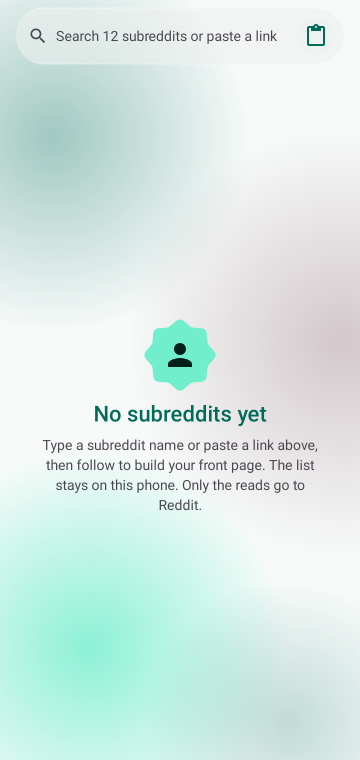 Search 12 subreddits or paste a link
No subreddits yet
Type a subreddit name or paste a link above,
then follow to build your front page. The list
stays on this phone. Only the reads go to
Reddit.